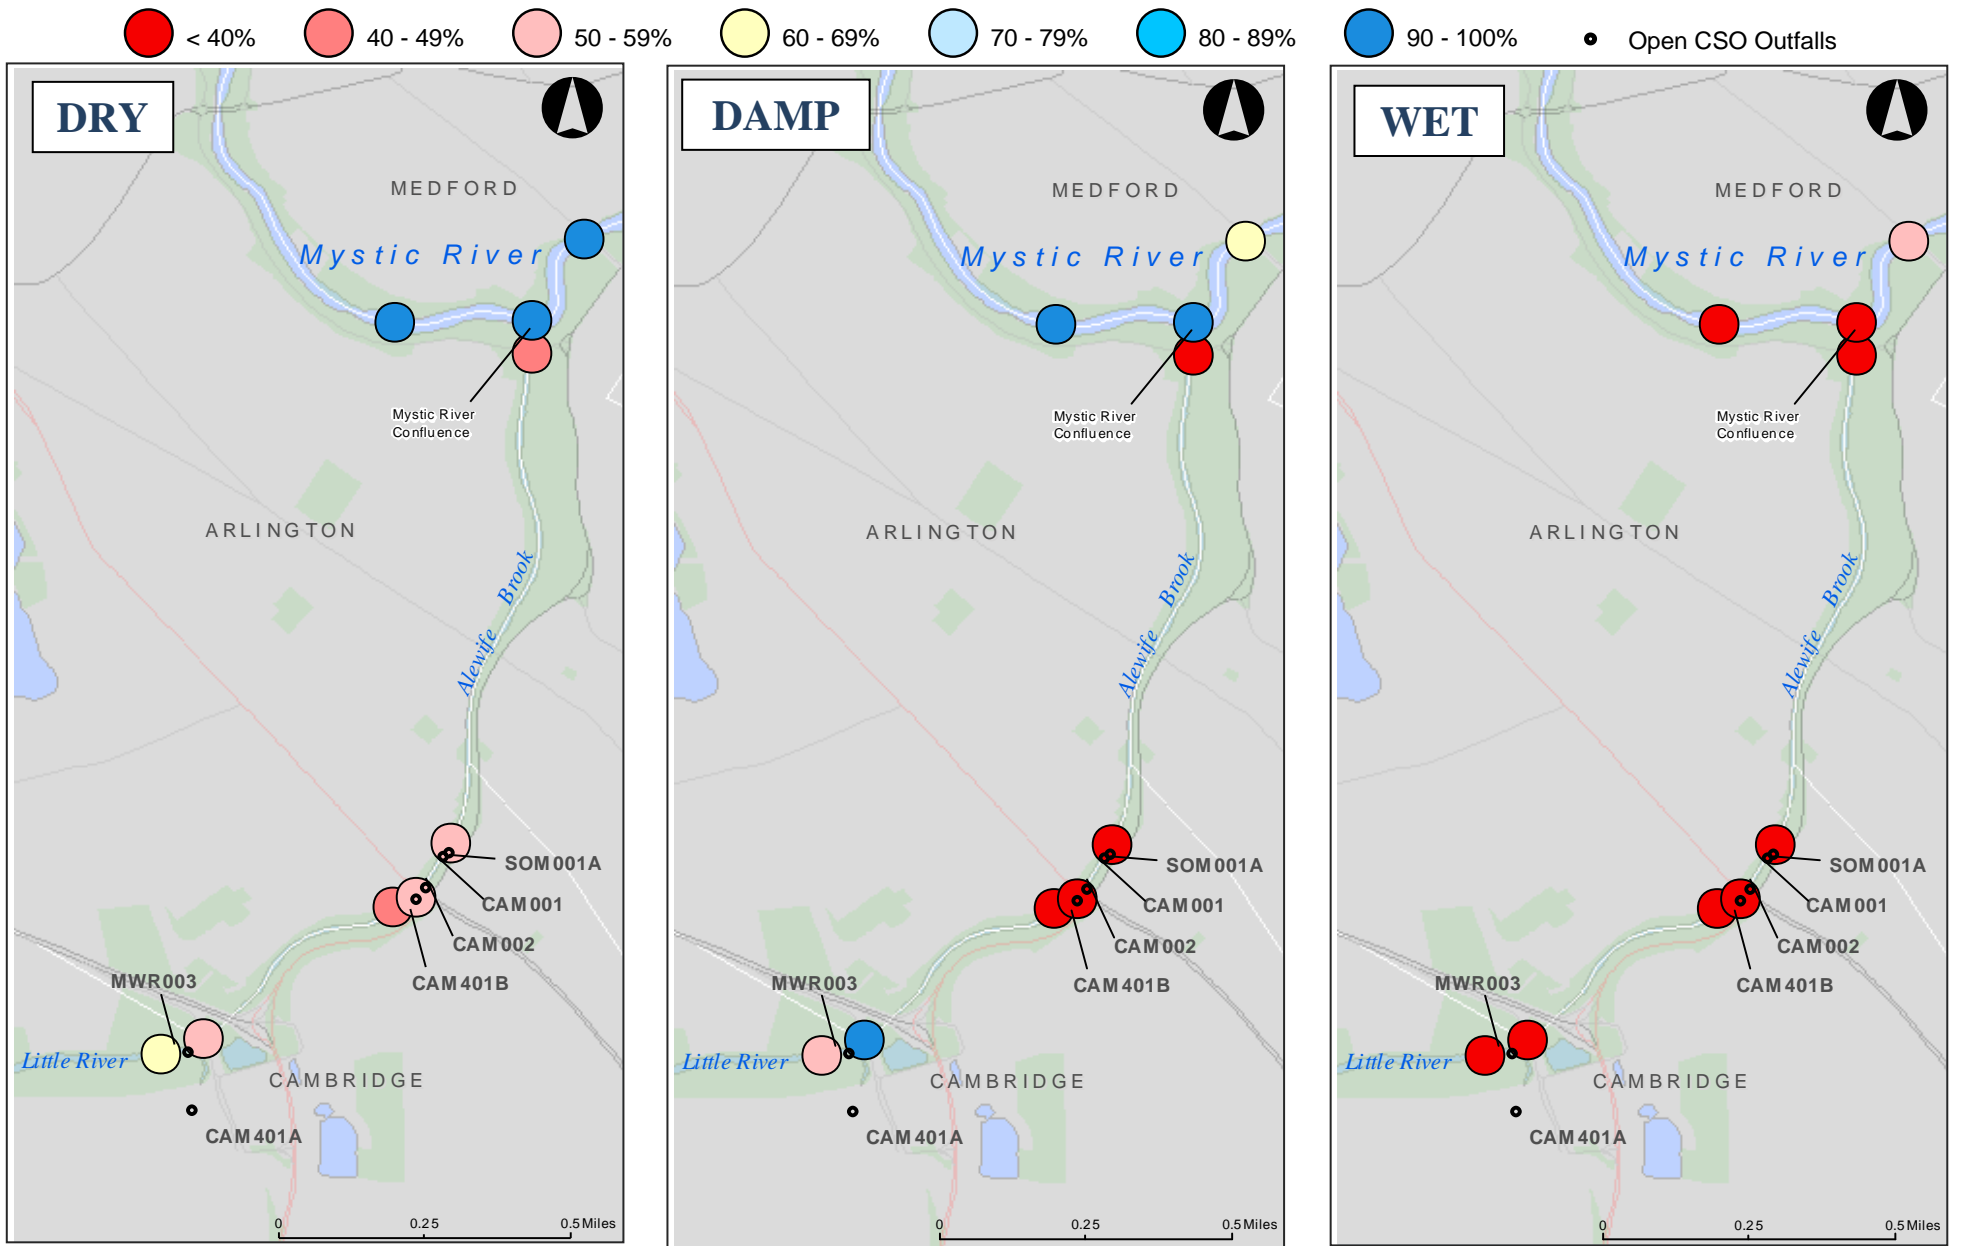 < 40%
40 - 49%
50 - 59%
60 - 69%
70 - 79%
80 - 89%
90 - 100%
Open CSO Outfalls
DRY
MEDFORD
Mystic River
Mystic River
Confluence
ARLINGTON
Alewife Brook
SOM001A
CAM001
CAM002
CAM401B
MWR003
Little River
CAMBRIDGE
CAM401A
0 0.25 0.5 Miles
DAMP
MEDFORD
Mystic River
Mystic River
Confluence
ARLINGTON
Alewife Brook
SOM001A
CAM001
CAM002
CAM401B
MWR003
Little River
CAMBRIDGE
CAM401A
0 0.25 0.5 Miles
WET
MEDFORD
Mystic River
Mystic River
Confluence
ARLINGTON
Alewife Brook
SOM001A
CAM001
CAM002
CAM401B
MWR003
Little River
CAMBRIDGE
CAM401A
0 0.25 0.5 Miles